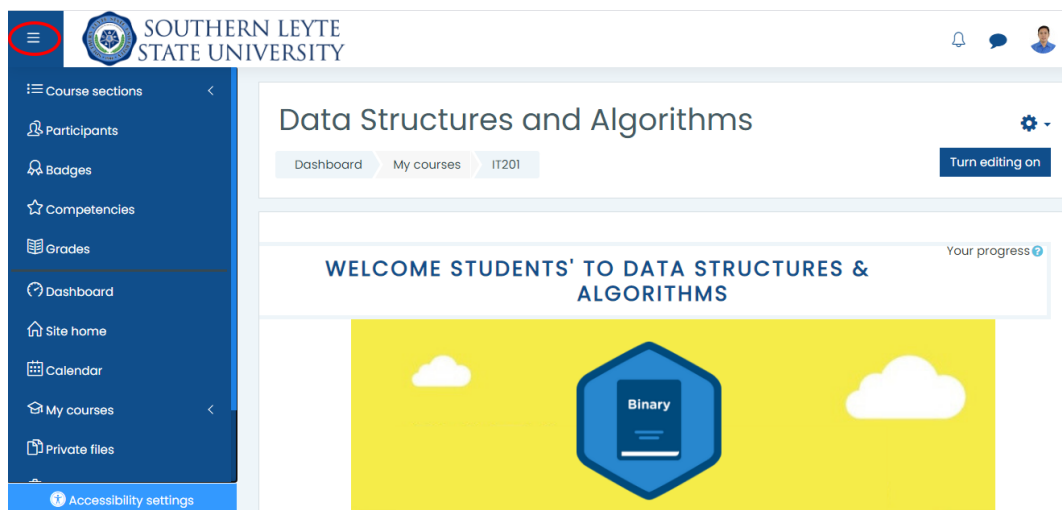 SOUTHERN LEYTE
STATE UNIVERSITY
Course sections
Participants
Badges
Competencies
Grades
Dashboard
Site home
Calendar
My courses
Private files
Accessibility settings
Data Structures and Algorithms
Dashboard
My courses
IT201
Turn editing on
Your progress
WELCOME STUDENTS' TO DATA STRUCTURES &
ALGORITHMS
Binary